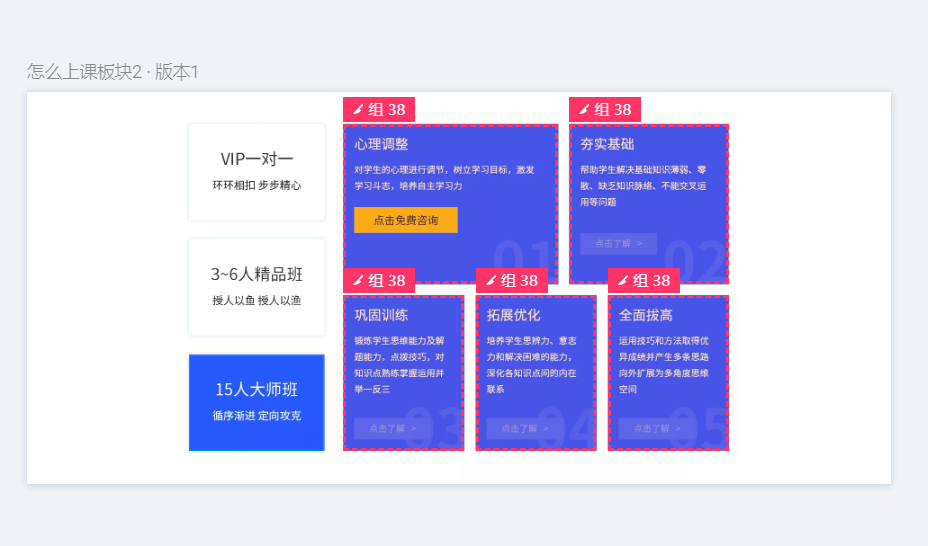 怎么上课板块2 · 版本1
VIP一对一
环环相扣 步步精心
3~6人精品班
授人以鱼 授人以渔
15人大师班
循序渐进 定向攻克
组 38
心理调整
对学生的心理进行调节，树立学习目标，激发
学习斗志，培养自主学习力
点击免费咨询
01
组 38
夯实基础
帮助学生解决基础知识薄弱、零
散、缺乏知识脉络、不能交叉运
用等问题
点击了解 >
02
组 38
巩固训练
锻炼学生思维能力及解
题能力，点拨技巧，对
知识点熟练掌握运用并
举一反三
点击了解 >
03
组 38
拓展优化
培养学生思辨力、意志
力和解决困难的能力，
深化各知识点间的内在
联系
点击了解 >
04
组 38
全面拔高
运用技巧和方法取得优
异成绩并产生多条思路
向外扩展为多角度思维
空间
点击了解 >
05